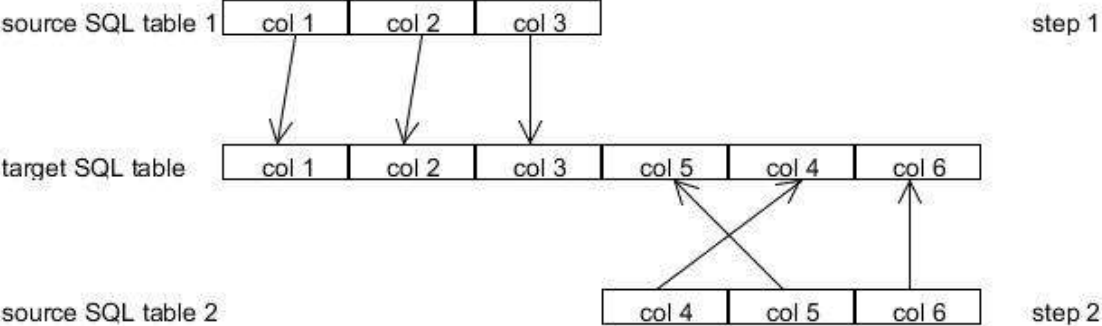 source SQL table 1 col 1 col 2 col 3 step 1
target SQL table col 1 col 2 col 3 col 5 col 4 col 6
source SQL table 2 col 4 col 5 col 6 step 2